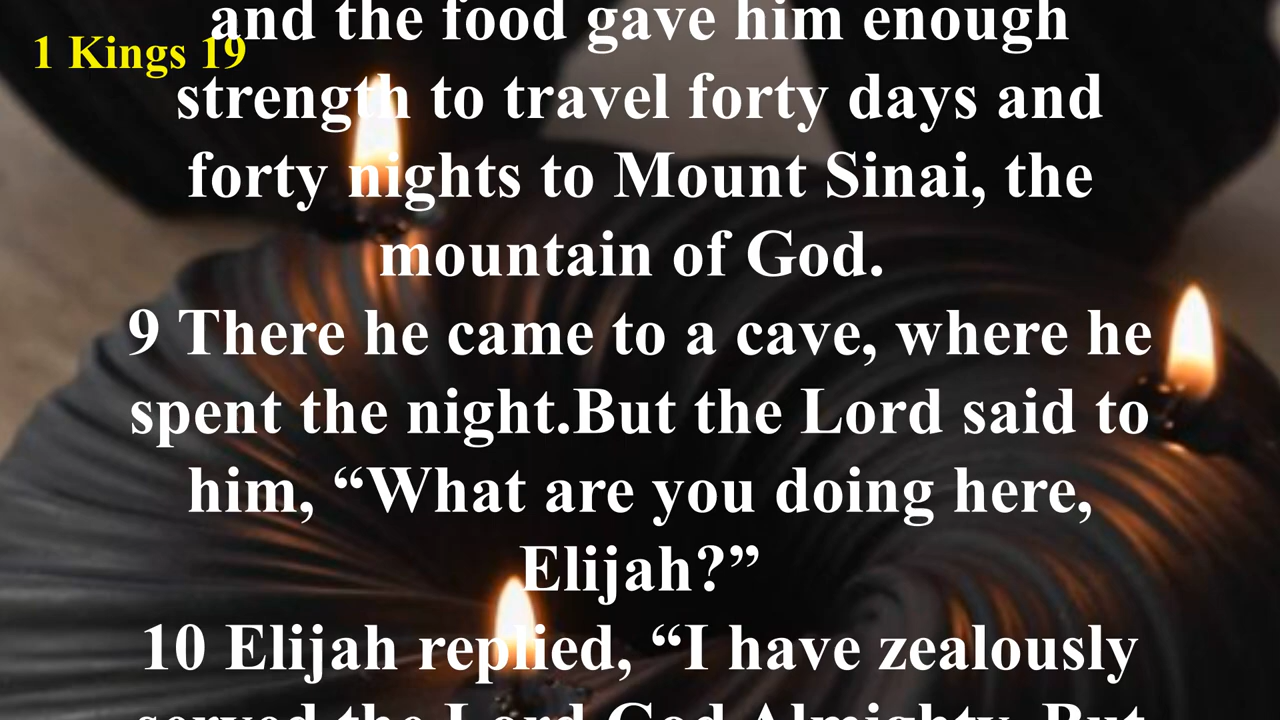 1 Kings 19
and the food gave him enough
strength to travel forty days and
forty nights to Mount Sinai, the
mountain of God.
9 There he came to a cave, where he
spent the night.But the Lord said to
him, “What are you doing here,
Elijah?”
10 Elijah replied, “I have zealously
served the Lord God Almighty. But